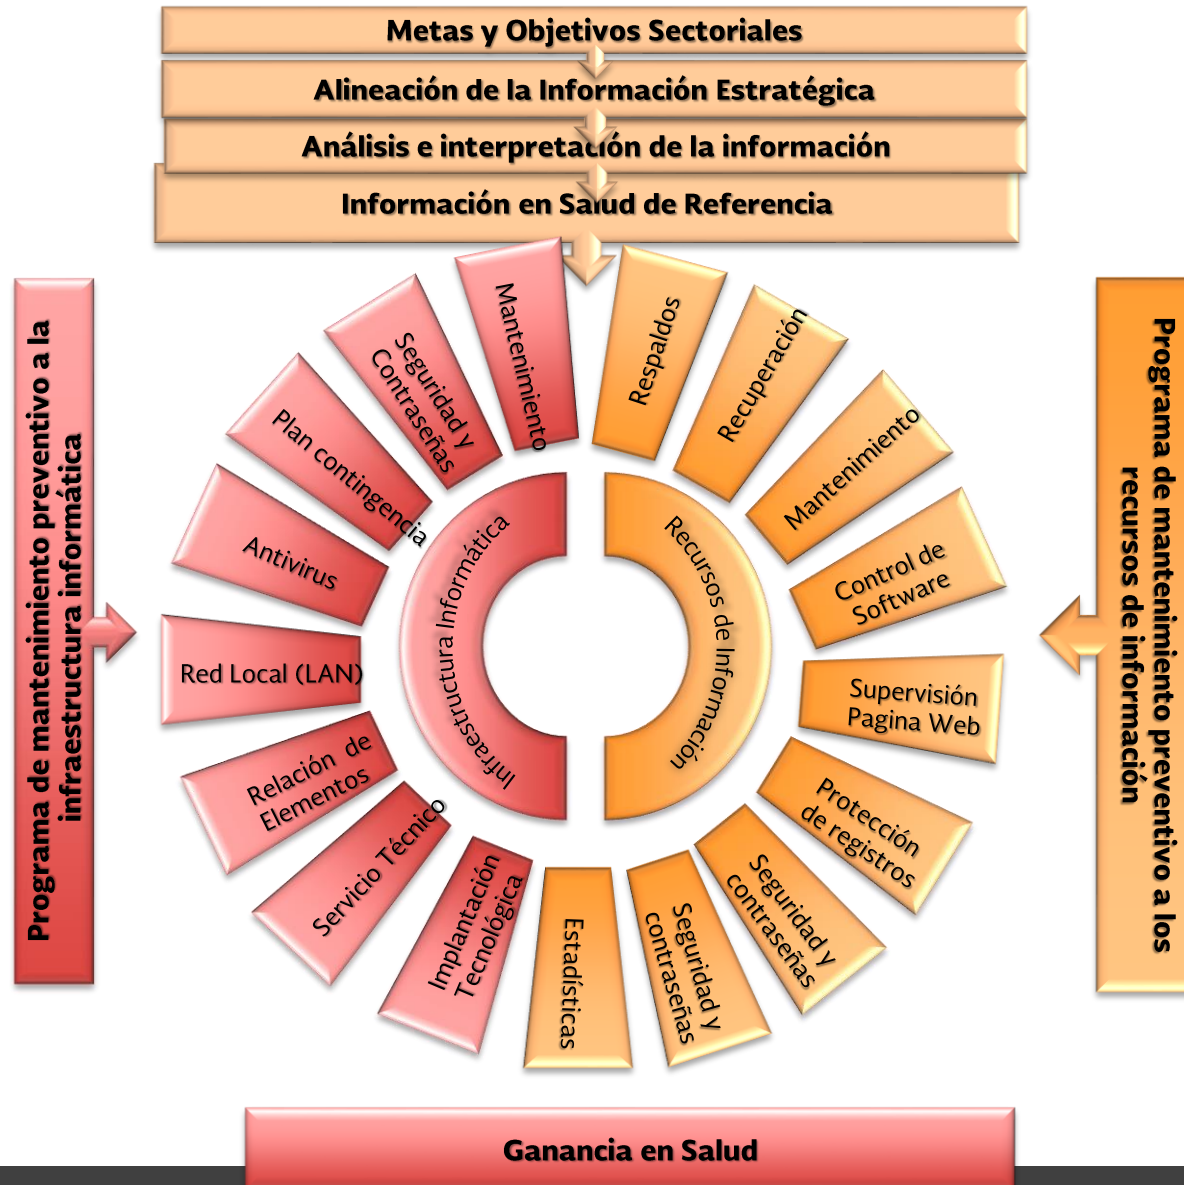 Metas y Objetivos Sectoriales
Alineación de la Información Estratégica
Análisis e interpretación de la información
Información en Salud de Referencia
Programa de mantenimiento preventivo a la
infraestructura informática
Mantenimiento
Seguridad y
Contraseñas
Plan contingencia
Antivirus
Red Local (LAN)
Relación de
Elementos
Servicio Técnico
Implantación
Tecnológica
Infraestructura Informática
Recursos de Información
Respaldos
Recuperación
Mantenimiento
Control de
Software
Supervisión
Pagina Web
Protección
de registros
Seguridad y
contraseñas
Seguridad y
contraseñas
Estadísticas
Programa de mantenimiento preventivo a los
recursos de información
Ganancia en Salud